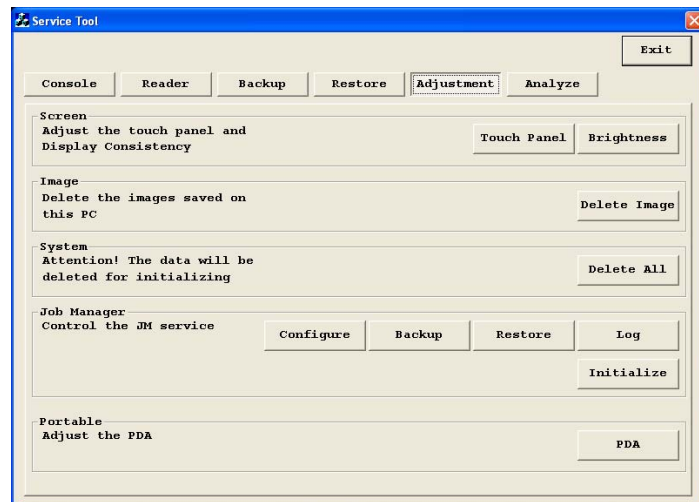 Service Tool
Exit
Console Reader Backup Restore Adjustment Analyze
Screen
Adjust the touch panel and
Display Consistency
Touch Panel Brightness
Image
Delete the images saved on
this PC
Delete Image
System
Attention! The data will be
deleted for initializing
Delete All
Job Manager
Control the JM service
Configure Backup Restore Log
Initialize
Portable
Adjust the PDA
PDA